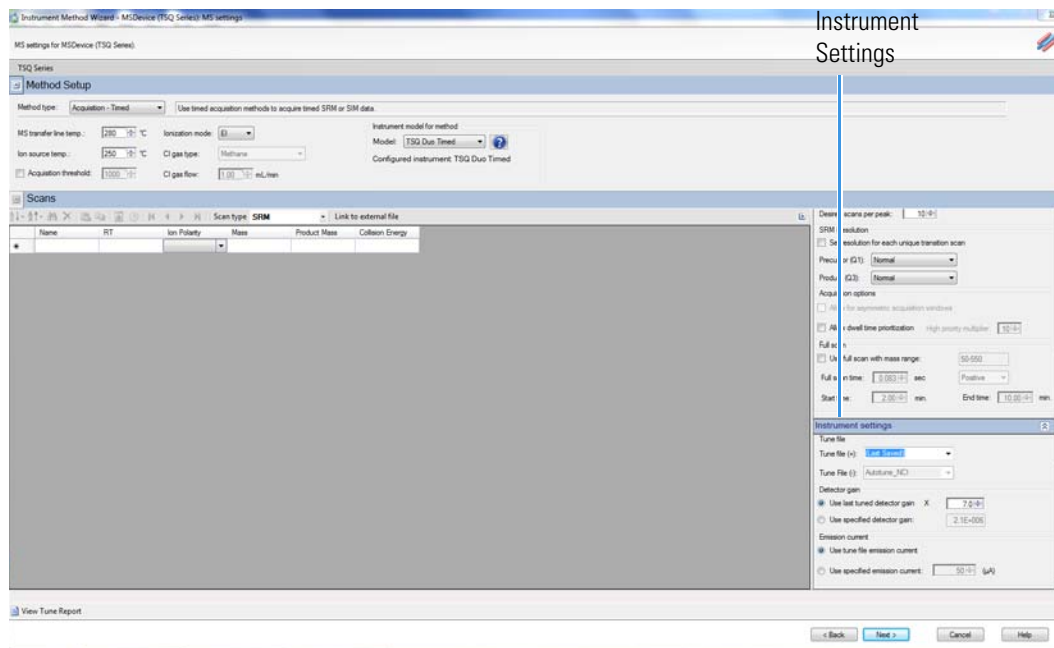 Instrument Method Wizard - MSDevice (TSQ Series): MS settings
Instrument
Settings
MS settings for MSDevice (TSQ Series).
TSQ Series
Method Setup
Method type: Acquisition - Timed Use timed acquisition methods to acquire timed SRM or SIM data.
Instrument model for method
MS transfer line temp.: 280 °C Ionization mode: EI Model: TSQ Duo Timed
Ion source temp.: 250 °C CI gas type: Methane Configured instrument: TSQ Duo Timed
Acquisition threshold: 1000 CI gas flow: 1.00 mL/min
Scans
Scan type SRM Link to external file
Name RT Ion Polarity Mass Product Mass Collision Energy
scans per peak: 10
SRM
resolution for each unique transition scan
(Q1): Normal
(Q3): Normal
options
for asymmetric acquisition windows
dwell time prioritization High priority multiplier: 10
full scan with mass range: 50-550
time: 0.083 sec Positive
2.00 min. End time: 10.00 min.
Instrument settings
Tune file
Tune file (+): (Last Saved)
Tune File (-): Autotune_NCI
Detector gain
Use last tuned detector gain X 7.0
Use specified detector gain: 2.1E+006
Emission current
Use tune file emission current
Use specified emission current: 50 (µA)
View Tune Report
< Back Next > Cancel Help